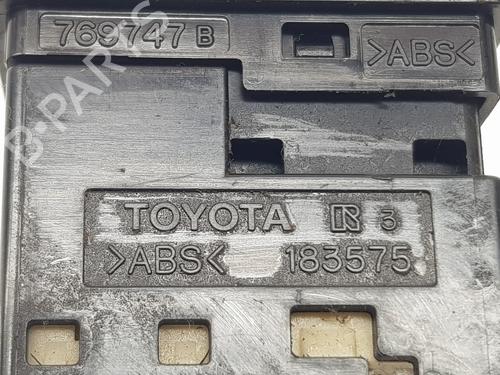 769747 B >ABS<
TOYOTA R 3
>ABS< 183575
B-PARTS